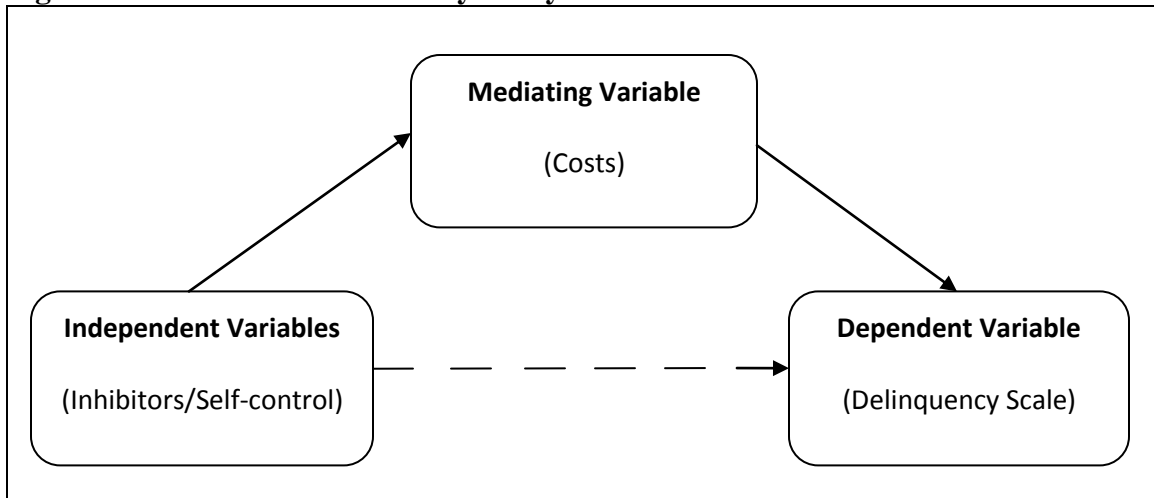 Mediating Variable
(Costs)
Independent Variables
(Inhibitors/Self-control)
Dependent Variable
(Delinquency Scale)